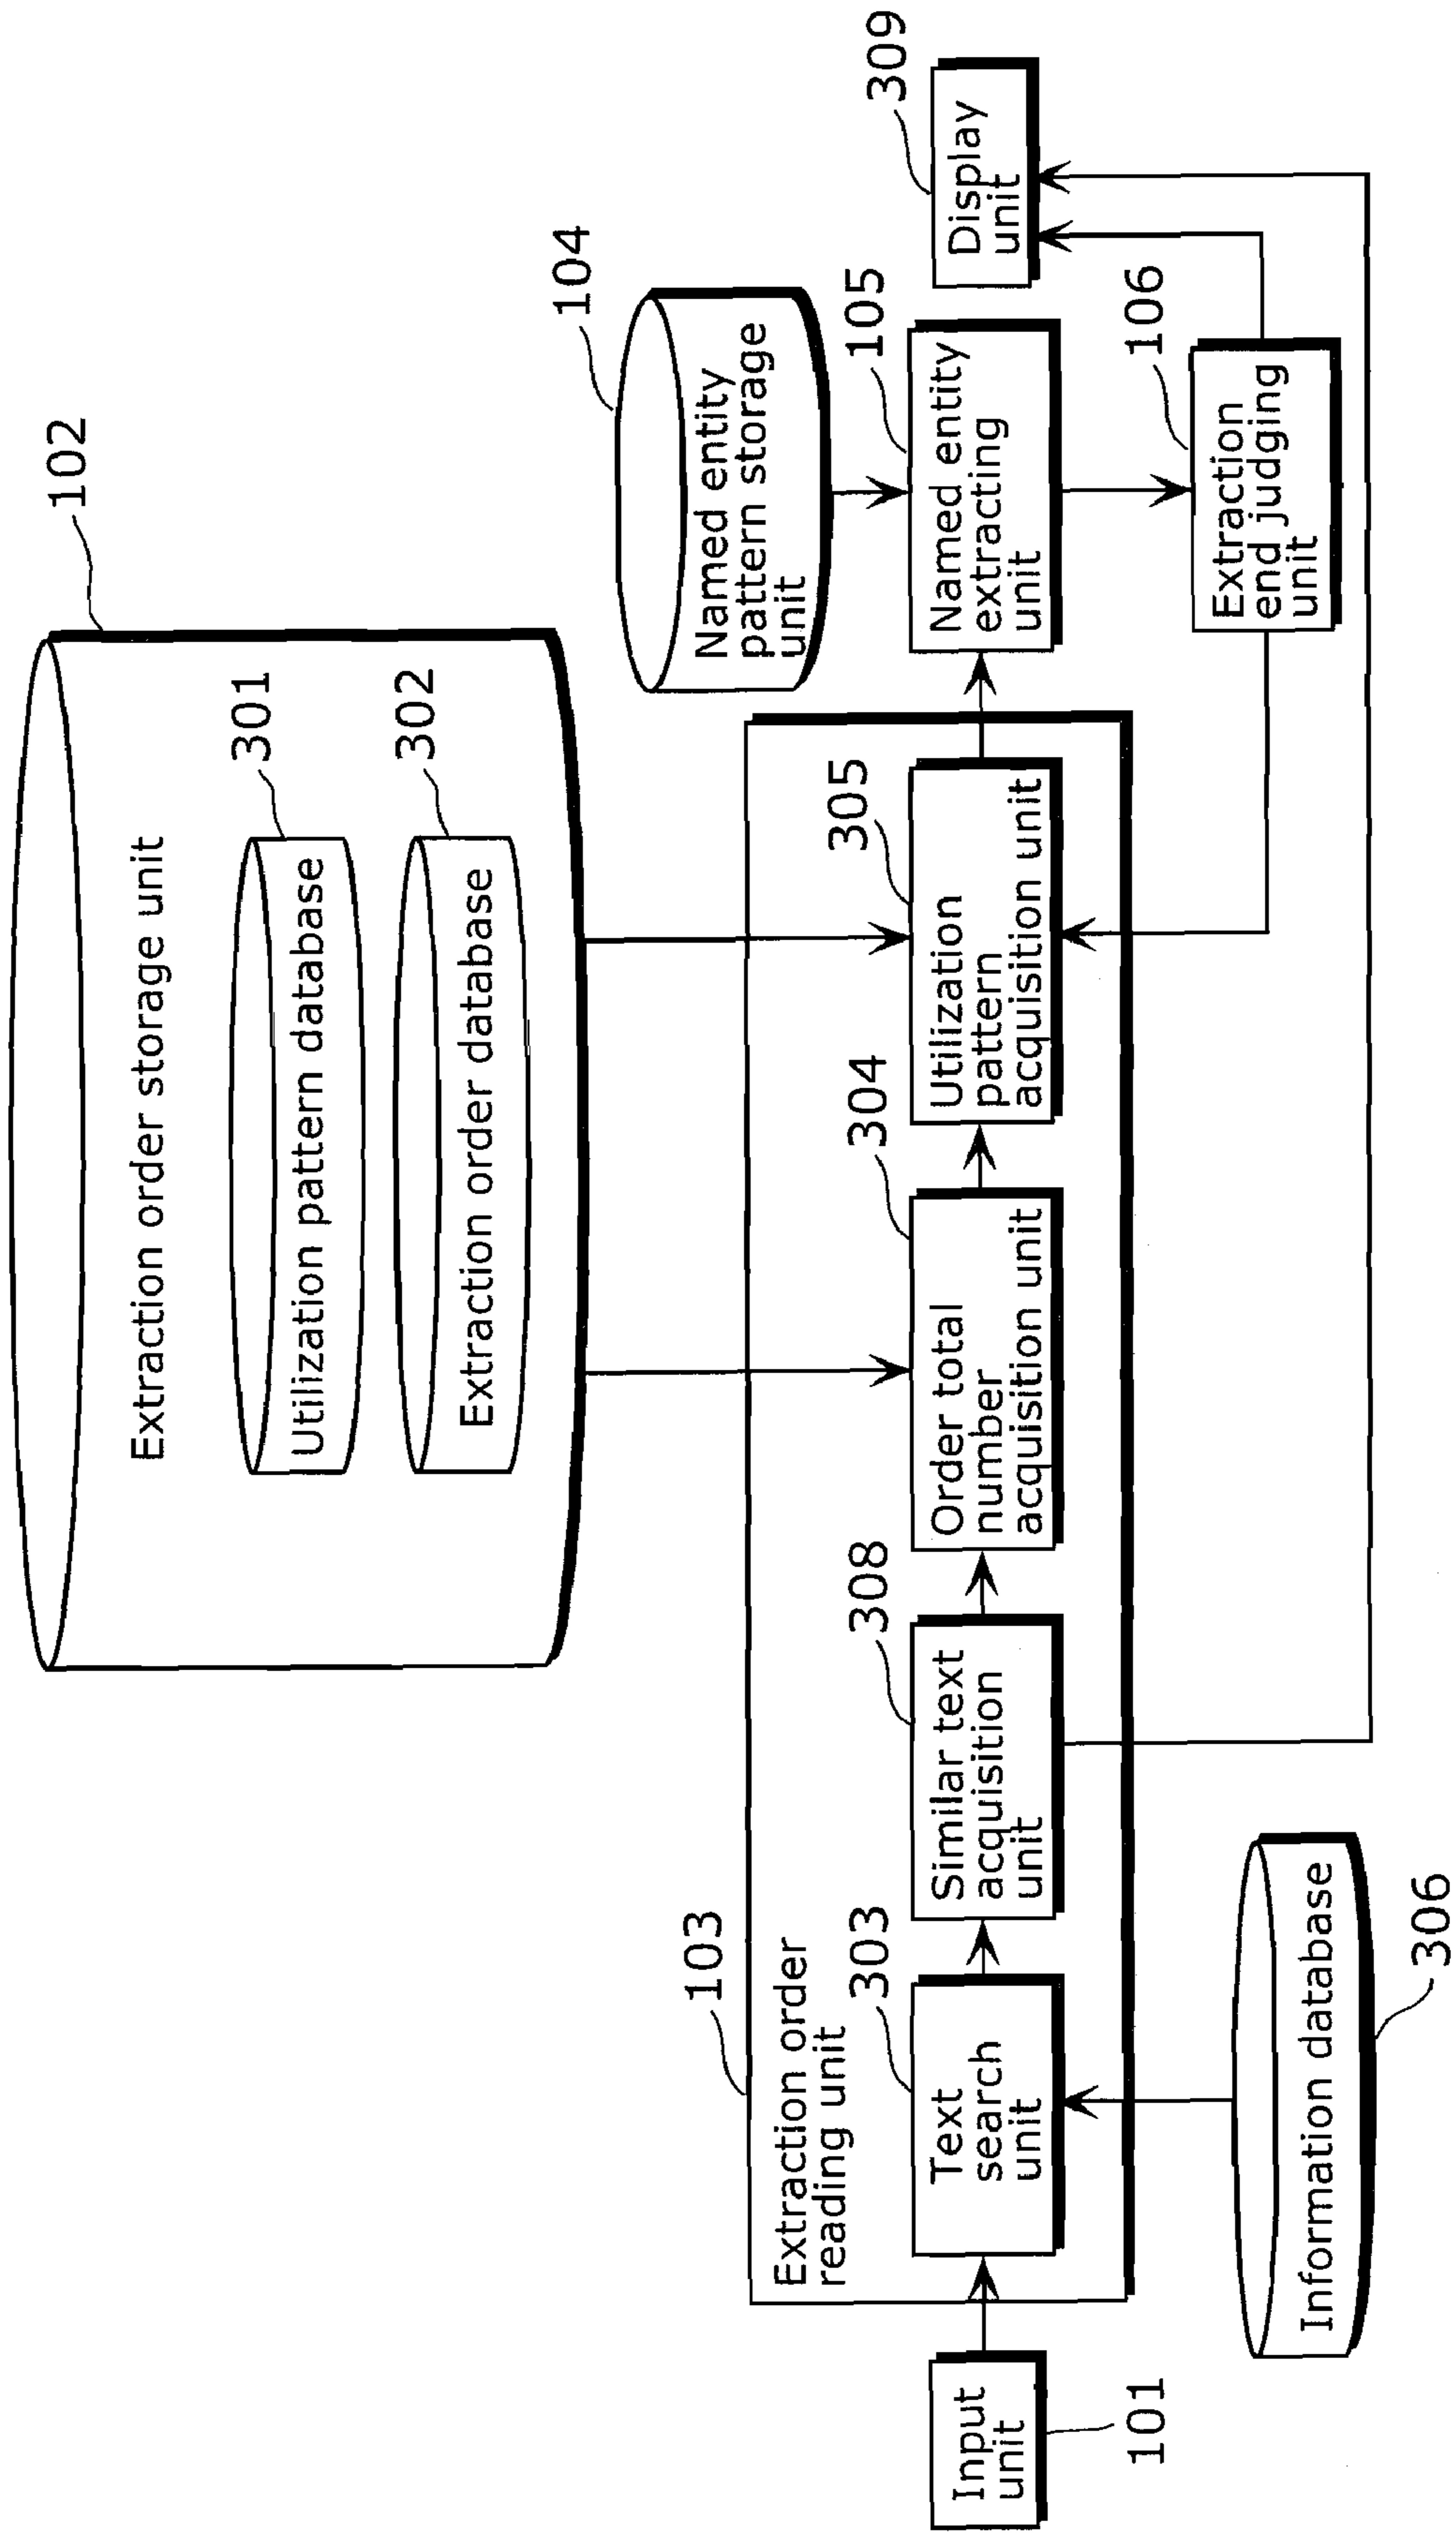 102
Extraction order storage unit
301
Utilization pattern database
302
Extraction order database
104
Named entity
pattern storage
unit
103
Extraction order
reading unit
101
Input
unit
303
Text
search
unit
308
Similar text
acquisition
unit
304
Order total
number
acquisition unit
305
Utilization
pattern
acquisition unit
105
Named entity
extracting
unit
309
Display
unit
106
Extraction
end judging
unit
Information database
306